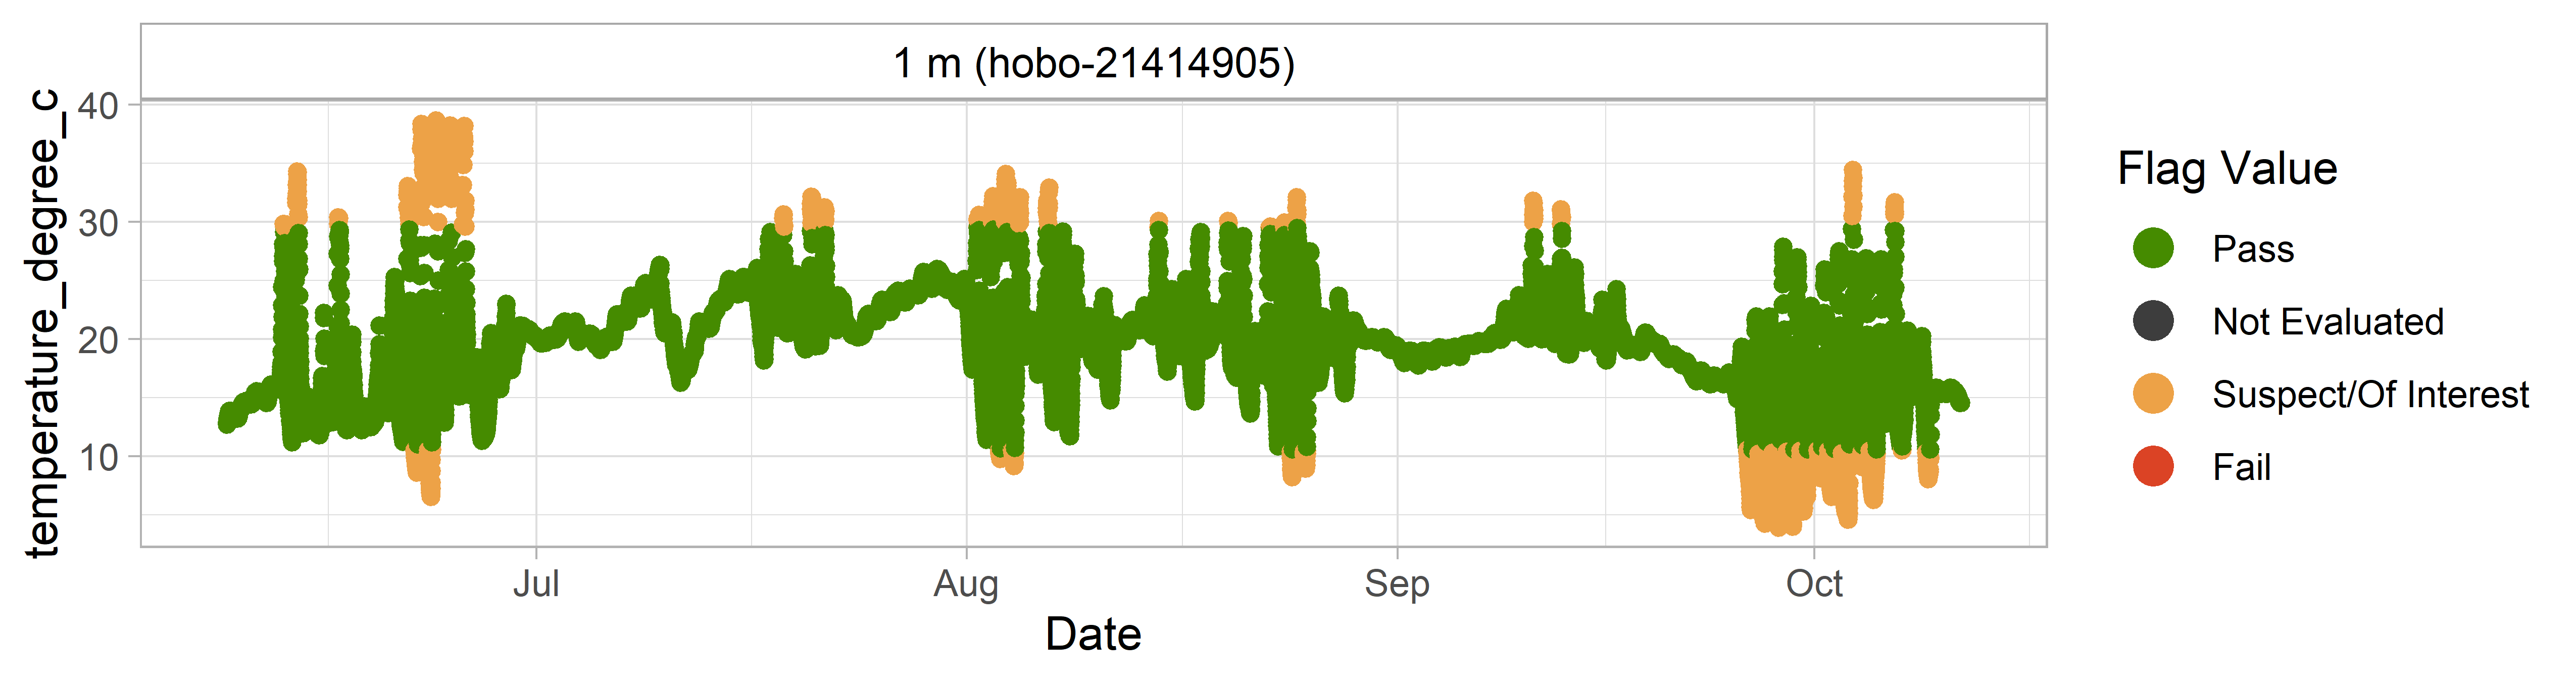 1 m (hobo-21414905)
temperature_degree_c
40
30
20
10
Jul
Aug
Sep
Oct
Date
Flag Value
Pass
Not Evaluated
Suspect/Of Interest
Fail